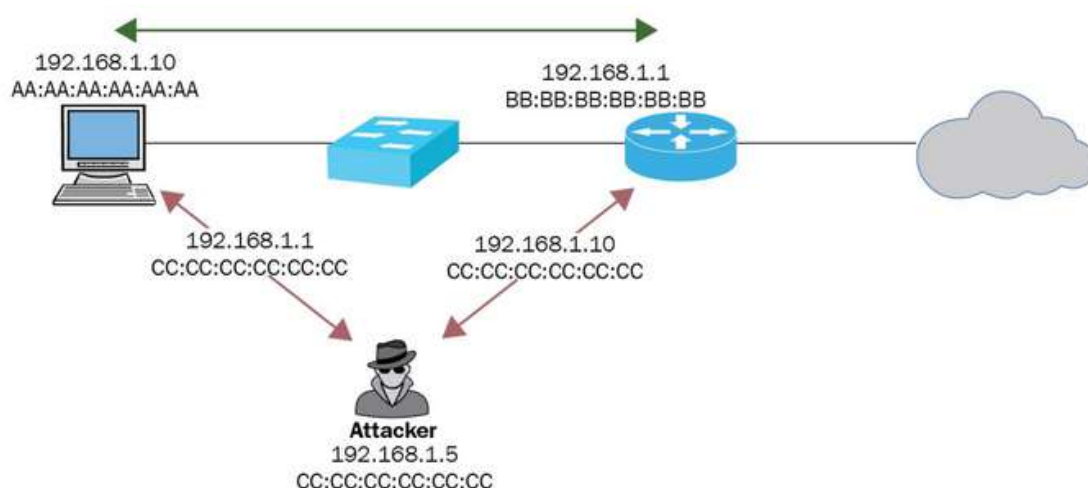 192.168.1.10
AA:AA:AA:AA:AA:AA
192.168.1.1
BB:BB:BB:BB:BB:BB
192.168.1.1
CC:CC:CC:CC:CC:CC
192.168.1.10
CC:CC:CC:CC:CC:CC
Attacker
192.168.1.5
CC:CC:CC:CC:CC:CC